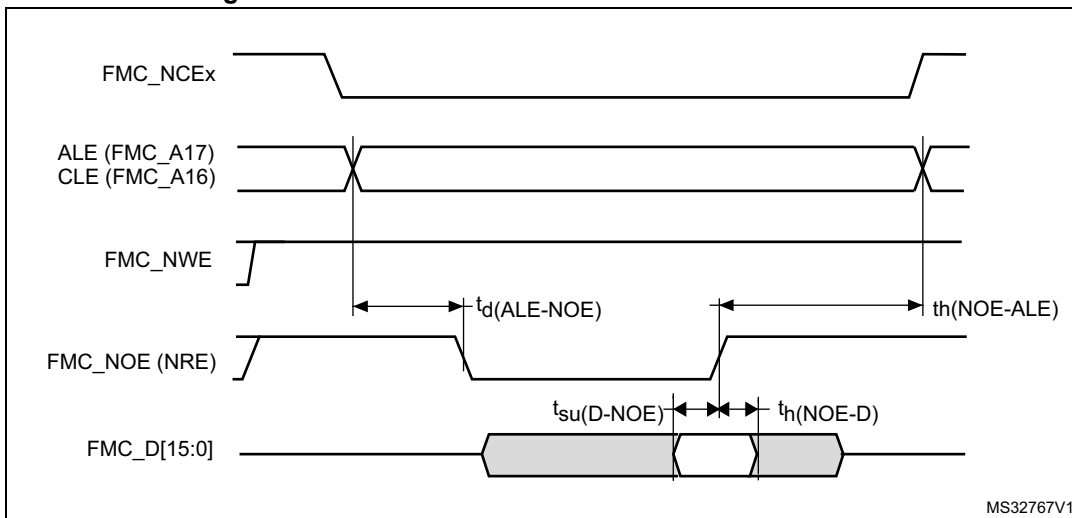 FMC_NCEx
ALE (FMC_A17)
CLE (FMC_A16)
FMC_NWE
td(ALE-NOE)
th(NOE-ALE)
FMC_NOE (NRE)
tsu(D-NOE)
th(NOE-D)
FMC_D[15:0]
MS32767V1